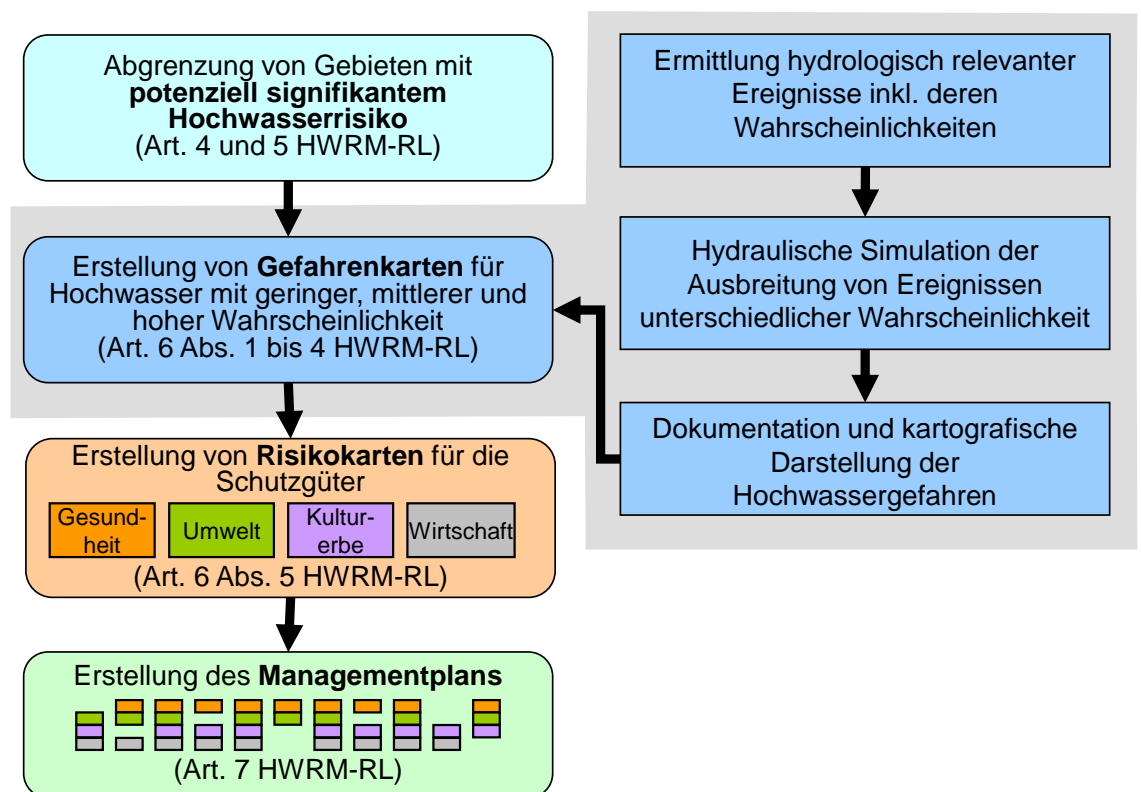 Abgrenzung von Gebieten mit
potenziell signifikantem
Hochwasserrisiko
(Art. 4 und 5 HWRM-RL)
Erstellung von Gefahrenkarten für
Hochwasser mit geringer, mittlerer und
hoher Wahrscheinlichkeit
(Art. 6 Abs. 1 bis 4 HWRM-RL)
Erstellung von Risikokarten für die
Schutzgüter
Gesund-
heit
Umwelt
Kultur-
erbe
Wirtschaft
(Art. 6 Abs. 5 HWRM-RL)
Erstellung des Managementplans
(Art. 7 HWRM-RL)
Ermittlung hydrologisch relevanter
Ereignisse inkl. deren
Wahrscheinlichkeiten
Hydraulische Simulation der
Ausbreitung von Ereignissen
unterschiedlicher Wahrscheinlichkeit
Dokumentation und kartografische
Darstellung der
Hochwassergefahren